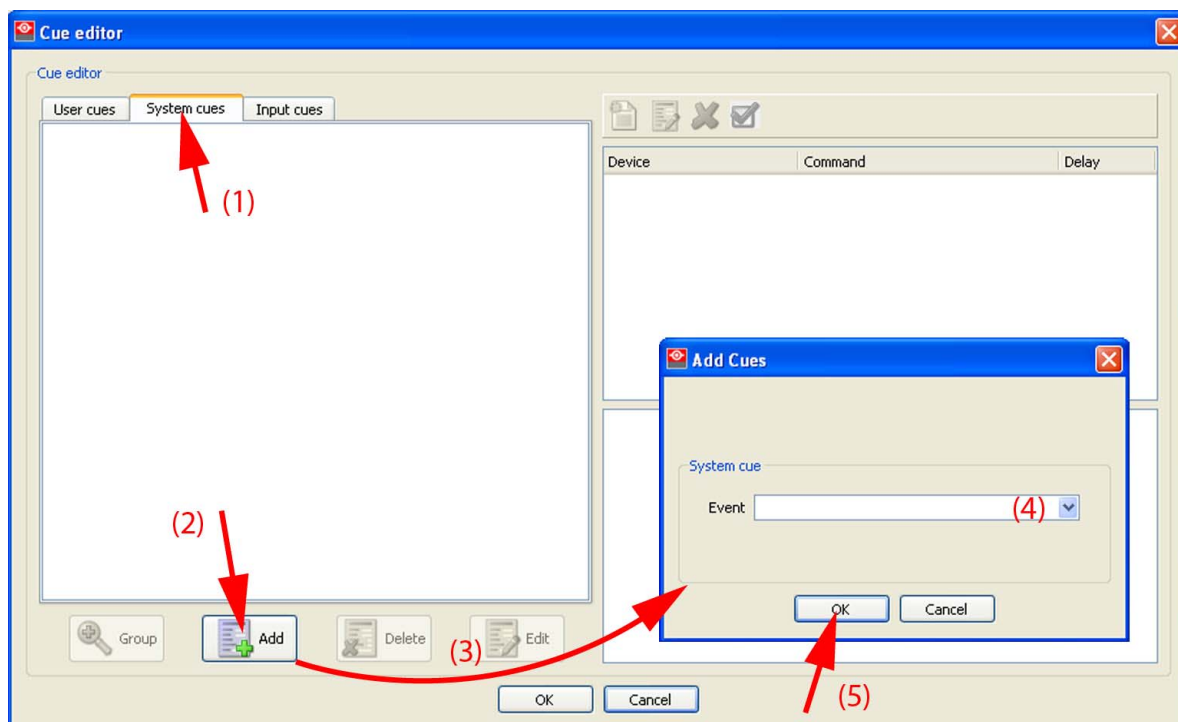 Cue editor
Cue editor
User cues System cues Input cues
Device Command Delay
(1)
Add Cues
System cue
Event (4)
(2)
OK Cancel
Group Add Delete (3) Edit
OK Cancel (5)